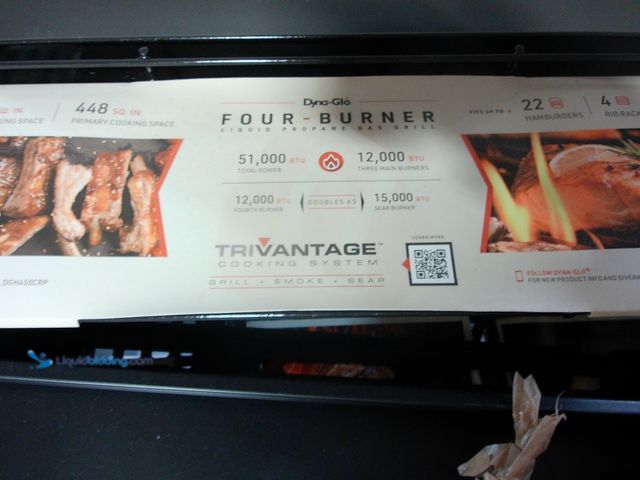 SQ. IN.
448 SQ. IN.
PRIMARY COOKING SPACE
Dyna-Glo
FOUR-BURNER
LIQUID PROPANE GAS GRILL
FITS UP TO
22
HAMBURGERS
4
RIB RACK
51,000 BTU
TOTAL POWER
12,000 BTU
THREE MAIN BURNERS
12,000 BTU
FOURTH BURNER
DOUBLES AS
15,000 BTU
SEAR BURNER
TRIVANTAGE™
COOKING SYSTEM
GRILL + SMOKE + SEAR
LEARN MORE
FOLLOW DYNA-GLO®
FOR NEW PRODUCT INFO AND GIVEAW
Liquidbidding.com